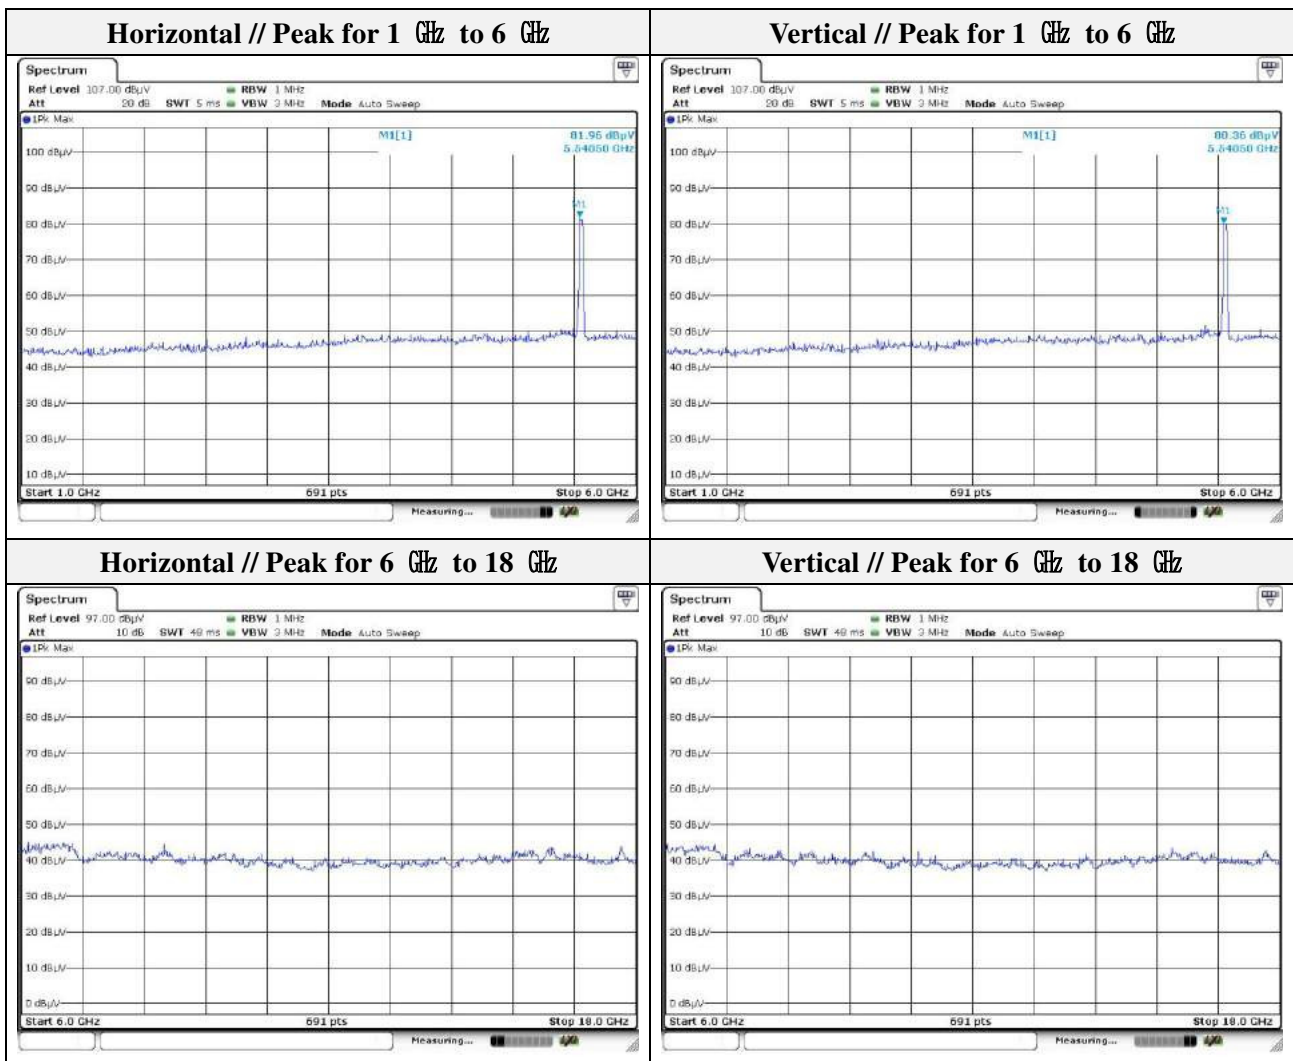 Horizontal // Peak for 1 ㎓ to 6 ㎓
Vertical // Peak for 1 ㎓ to 6 ㎓
Spectrum
Ref Level 107.00 dBµV RBW 1 MHz
Att 20 dB SWT 5 ms VBW 3 MHz Mode Auto Sweep
1Pk Max
M1[1] 81.96 dBµV
5.54050 GHz
M1
100 dBµV
90 dBµV
80 dBµV
70 dBµV
60 dBµV
50 dBµV
40 dBµV
30 dBµV
20 dBµV
10 dBµV
Start 1.0 GHz 691 pts Stop 6.0 GHz
Measuring...
Spectrum
Ref Level 107.00 dBµV RBW 1 MHz
Att 20 dB SWT 5 ms VBW 3 MHz Mode Auto Sweep
1Pk Max
M1[1] 80.36 dBµV
5.54050 GHz
M1
100 dBµV
90 dBµV
80 dBµV
70 dBµV
60 dBµV
50 dBµV
40 dBµV
30 dBµV
20 dBµV
10 dBµV
Start 1.0 GHz 691 pts Stop 6.0 GHz
Measuring...
Horizontal // Peak for 6 ㎓ to 18 ㎓
Vertical // Peak for 6 ㎓ to 18 ㎓
Spectrum
Ref Level 97.00 dBµV RBW 1 MHz
Att 10 dB SWT 48 ms VBW 3 MHz Mode Auto Sweep
1Pk Max
90 dBµV
80 dBµV
70 dBµV
60 dBµV
50 dBµV
40 dBµV
30 dBµV
20 dBµV
10 dBµV
0 dBµV
Start 6.0 GHz 691 pts Stop 18.0 GHz
Measuring...
Spectrum
Ref Level 97.00 dBµV RBW 1 MHz
Att 10 dB SWT 48 ms VBW 3 MHz Mode Auto Sweep
1Pk Max
90 dBµV
80 dBµV
70 dBµV
60 dBµV
50 dBµV
40 dBµV
30 dBµV
20 dBµV
10 dBµV
0 dBµV
Start 6.0 GHz 691 pts Stop 18.0 GHz
Measuring...